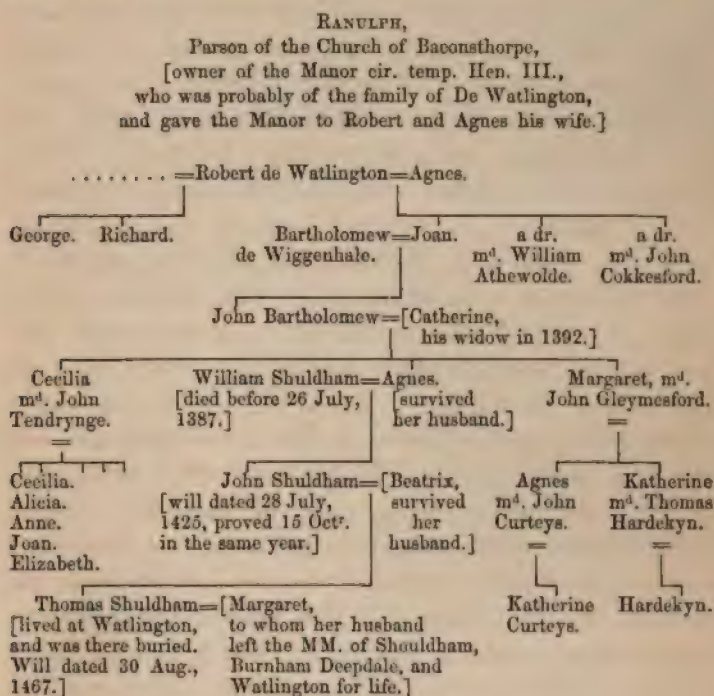 RANULPH,
Parson of the Church of Baconsthorpe,
[owner of the Manor cir. temp. Hen. III.,
who was probably of the family of De Watlington,
and gave the Manor to Robert and Agnes his wife.]
. . . . . . . . =Robert de Watlington=Agnes.
George. Richard. Bartholomew=Joan. a dr. a dr.
de Wiggenhale. mᵈ. William mᵈ. John
Athewolde. Cokkesford.
John Bartholomew=[Catherine,
his widow in 1392.]
Cecilia William Shuldham=Agnes. Margaret, mᵈ.
mᵈ. John [died before 26 July, [survived John Gleymesford.
Tendrynge. 1387.] her husband.] =
=
Cecilia. John Shuldham=[Beatrix, Agnes Katherine
Alicia. [will dated 28 July, survived mᵈ. John mᵈ. Thomas
Anne. 1425, proved 15 Octʳ. her Curteys. Hardekyn.
Joan. in the same year.] husband.] = =
Elizabeth.
Thomas Shuldham=[Margaret, Katherine Hardekyn.
[lived at Watlington, to whom her husband Curteys.
and was there buried. left the MM. of Shouldham,
Will dated 30 Aug., Burnham Deepdale, and
1467.] Watlington for life.]